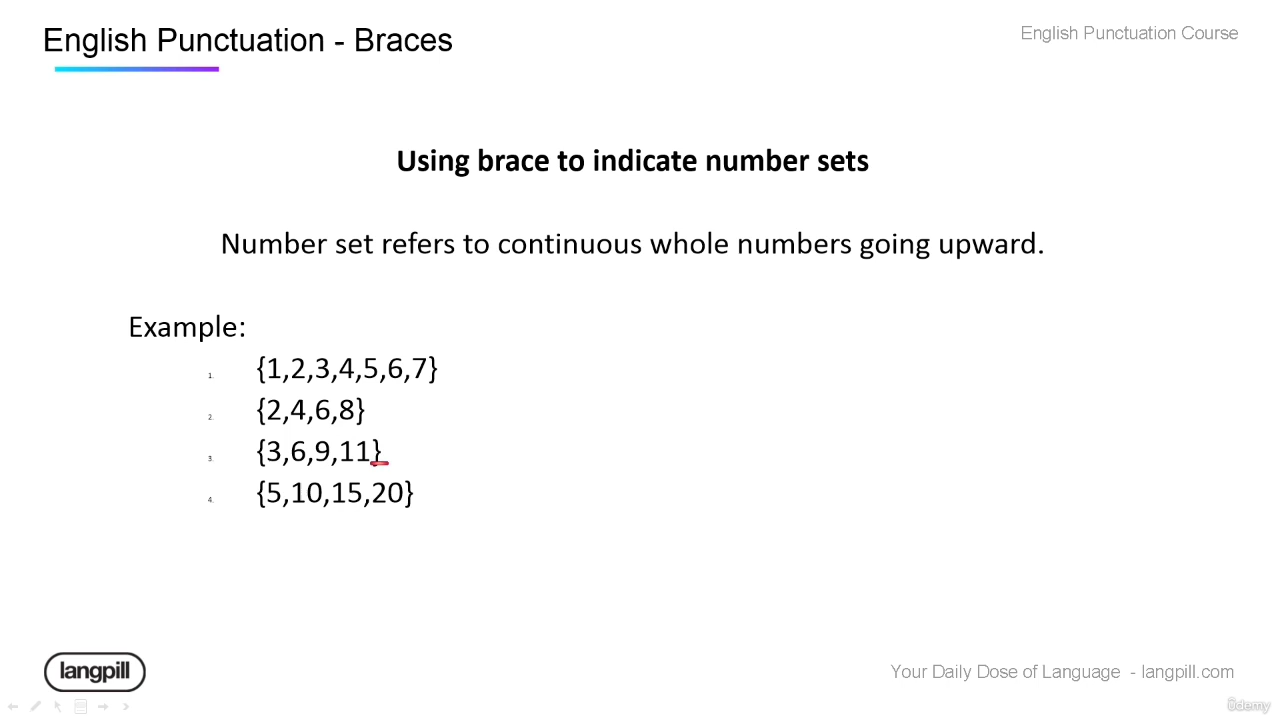 English Punctuation - Braces
English Punctuation Course
Using brace to indicate number sets
Number set refers to continuous whole numbers going upward.
Example:
1. {1,2,3,4,5,6,7}
2. {2,4,6,8}
3. {3,6,9,11}
4. {5,10,15,20}
langpill
Your Daily Dose of Language - langpill.com
ûdemy